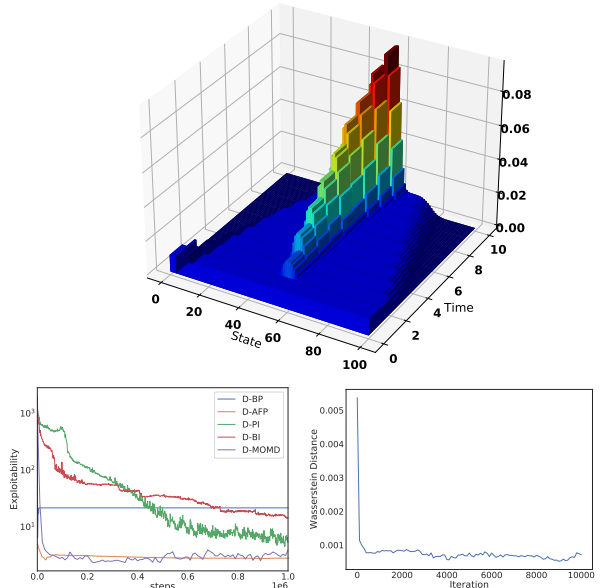 0.08
0.06
0.04
0.02
0.00
10
8
6
4
2
0
Time
0
20
40
60
80
100
State
10³
10²
10¹
Exploitability
D-BP
D-AFP
D-PI
D-BI
D-MOMD
0.0 0.2 0.4 0.6 0.8 1.0
steps
1e6
0.005
0.004
0.003
0.002
0.001
Wasserstein Distance
0 2000 4000 6000 8000 10000
Iteration